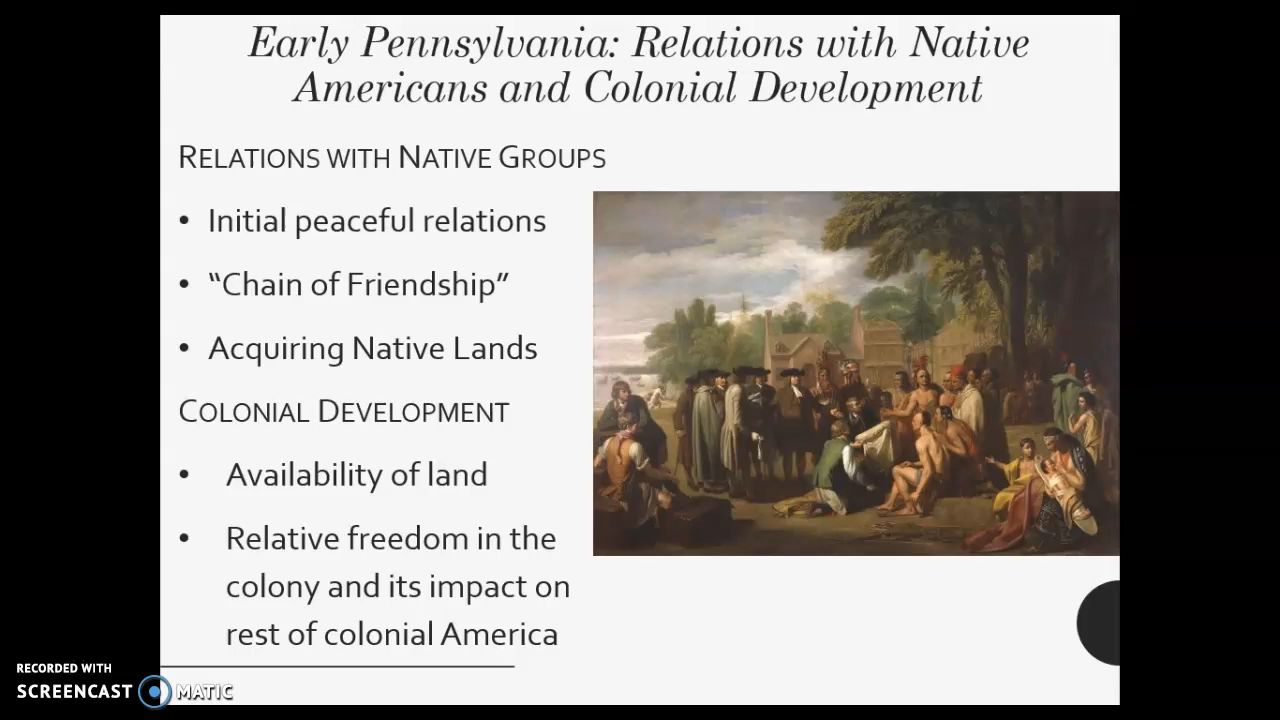 Early Pennsylvania: Relations with Native
Americans and Colonial Development
RELATIONS WITH NATIVE GROUPS
• Initial peaceful relations
• “Chain of Friendship”
• Acquiring Native Lands
COLONIAL DEVELOPMENT
• Availability of land
• Relative freedom in the
colony and its impact on
rest of colonial America
RECORDED WITH
SCREENCAST MATIC